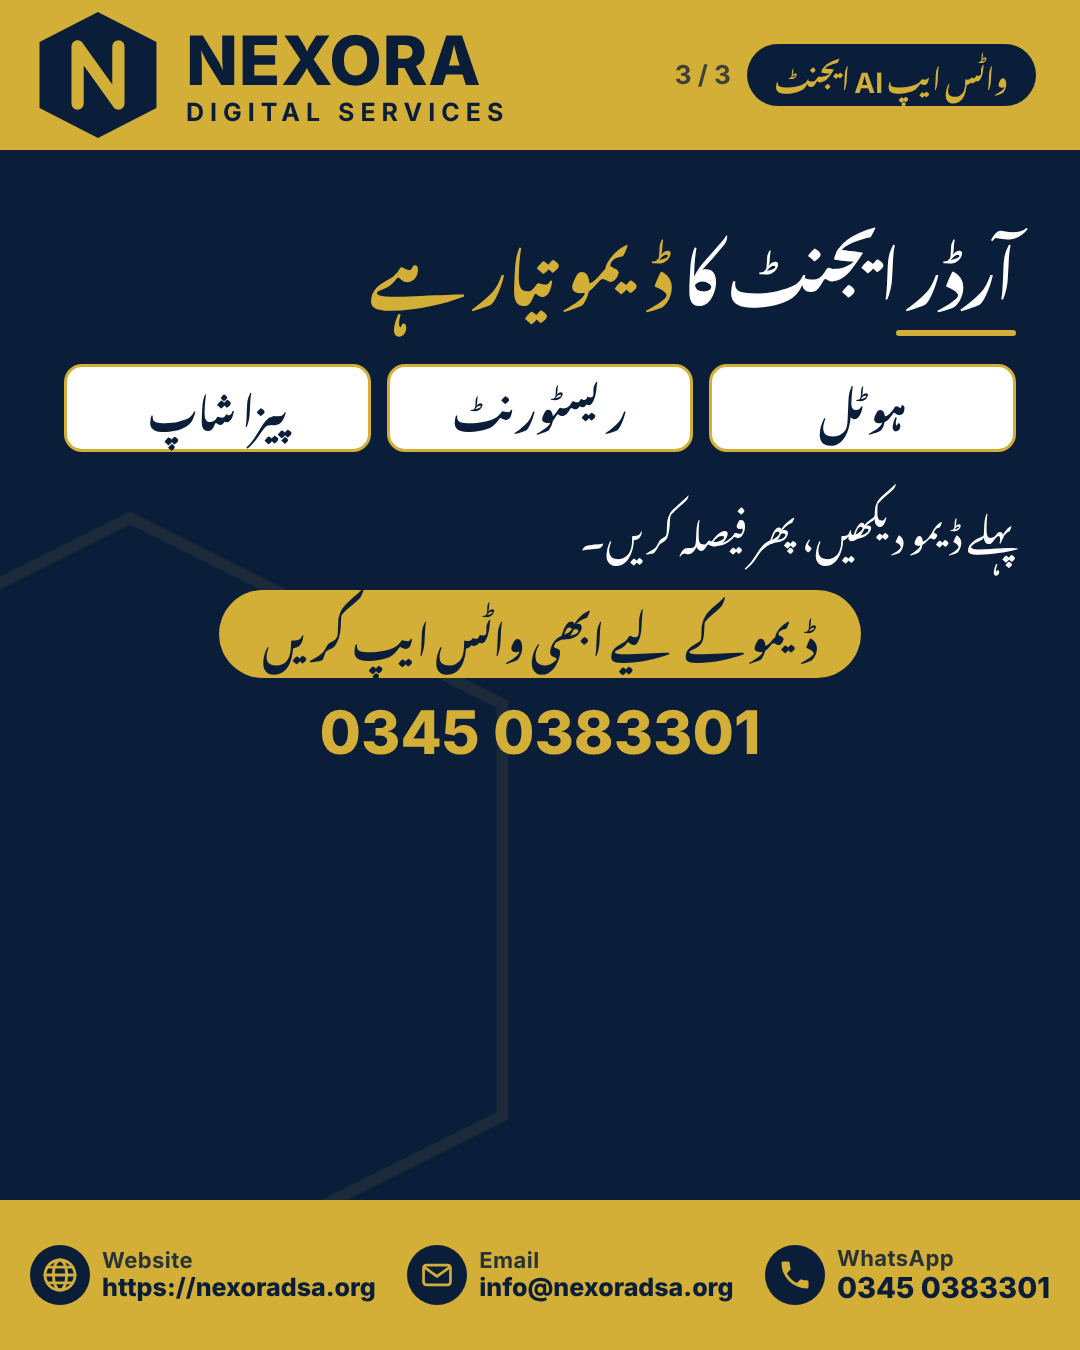 NEXORA
DIGITAL SERVICES
3 / 3
واٹس ایپ AI ایجنٹ
آرڈر ایجنٹ کا ڈیمو تیار ہے
ہوٹل
ریسٹورنٹ
پیزا شاپ
پہلے ڈیمو دیکھیں، پھر فیصلہ کریں۔
ڈیمو کے لیے ابھی واٹس ایپ کریں
0345 0383301
Website
https://nexoradsa.org
Email
info@nexoradsa.org
WhatsApp
0345 0383301